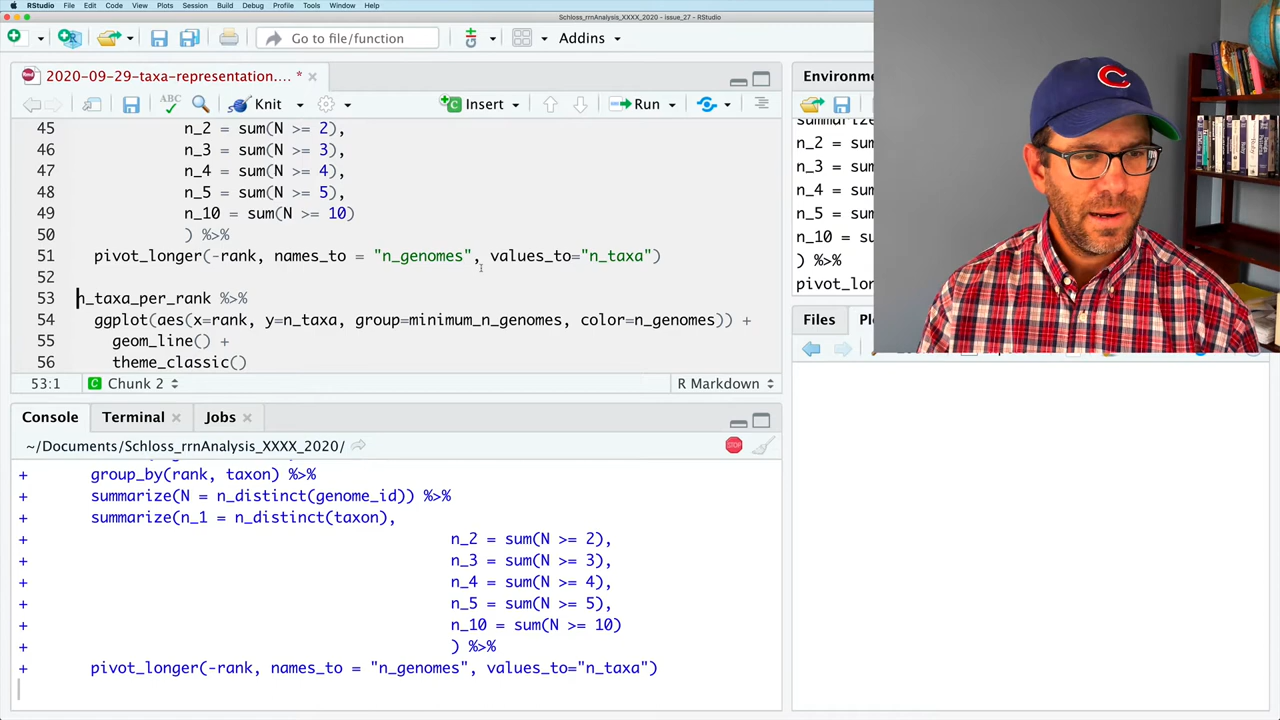 RStudio File Edit Code View Plots Session Build Debug Profile Tools Window Help
Schloss_rrnAnalysis_XXXX_2020 - issue_27 - RStudio
Go to file/function Addins
2020-09-29-taxa-representation.... *
Environme
ABC Knit Insert Run
summarize
45 n_2 = sum(N >= 2),
46 n_3 = sum(N >= 3),
47 n_4 = sum(N >= 4),
48 n_5 = sum(N >= 5),
49 n_10 = sum(N >= 10)
50 ) %>%
51 pivot_longer(-rank, names_to = "n_genomes", values_to="n_taxa")
52
53 n_taxa_per_rank %>%
54 ggplot(aes(x=rank, y=n_taxa, group=minimum_n_genomes, color=n_genomes)) +
55 geom_line() +
56 theme_classic()
53:1 Chunk 2 R Markdown
n_2 = sum
n_3 = sum
n_4 = sum
n_5 = sum
n_10 = su
) %>%
pivot_lon
Files Plo
Console Terminal Jobs
~/Documents/Schloss_rrnAnalysis_XXXX_2020/
STOP
+ group_by(rank, taxon) %>%
+ summarize(N = n_distinct(genome_id)) %>%
+ summarize(n_1 = n_distinct(taxon),
+ n_2 = sum(N >= 2),
+ n_3 = sum(N >= 3),
+ n_4 = sum(N >= 4),
+ n_5 = sum(N >= 5),
+ n_10 = sum(N >= 10)
+ ) %>%
+ pivot_longer(-rank, names_to = "n_genomes", values_to="n_taxa")